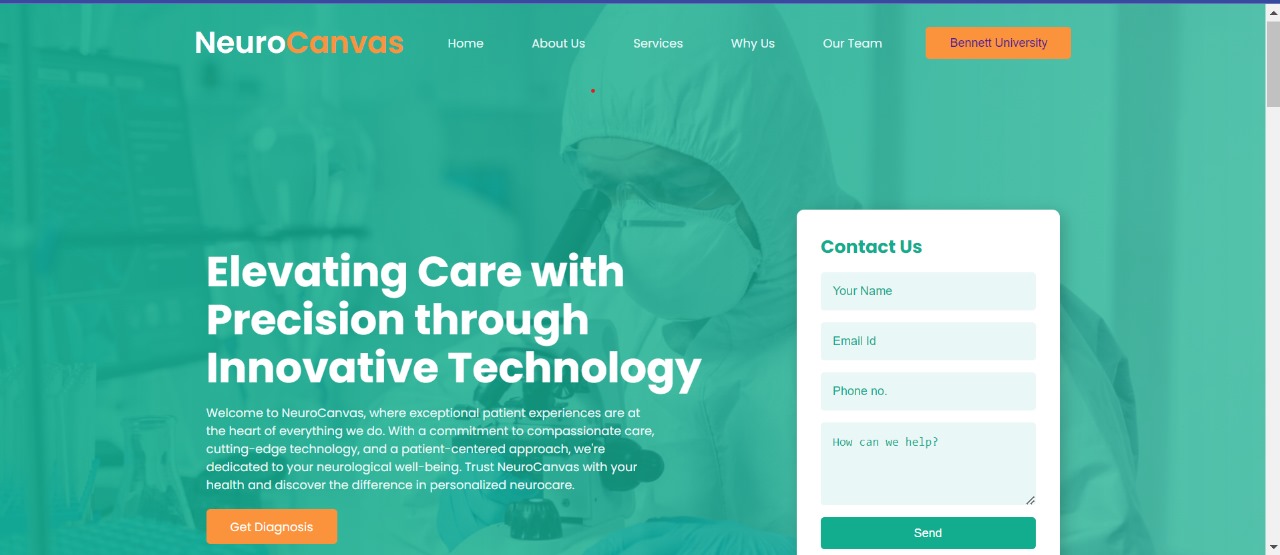 NeuroCanvas
Home
About Us
Services
Why Us
Our Team
Bennett University
Elevating Care with
Precision through
Innovative Technology
Welcome to NeuroCanvas, where exceptional patient experiences are at
the heart of everything we do. With a commitment to compassionate care,
cutting-edge technology, and a patient-centered approach, we're
dedicated to your neurological well-being. Trust NeuroCanvas with your
health and discover the difference in personalized neurocare.
Get Diagnosis
Contact Us
Your Name
Email Id
Phone no.
How can we help?
Send